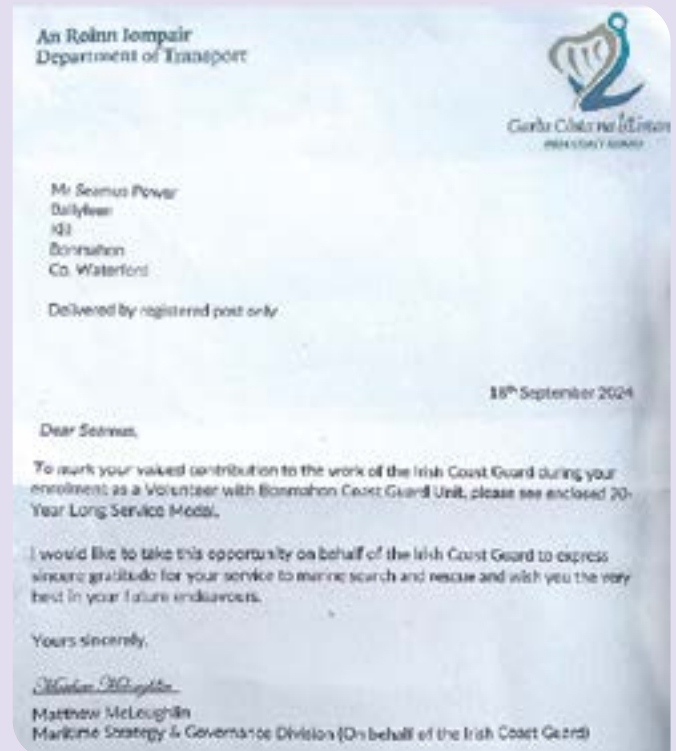 An Roinn Iompair
Department of Transport
Garda Cósta na hÉireann
IRISH COAST GUARD
Mr Seamus Power
Kill
Bonmahon
Co. Waterford
Delivered by registered post only
18th September 2024
Dear Seamus,
To mark your valued contribution to the work of the Irish Coast Guard during your
enrolment as a Volunteer with Bonmahon Coast Guard Unit, please see enclosed 20-
Year Long Service Medal.
I would like to take this opportunity on behalf of the Irish Coast Guard to express
sincere gratitude for your service to marine search and rescue and wish you the very
best in your future endeavours.
Yours sincerely,
Matthew McLoughlin
Maritime Strategy & Governance Division (On behalf of the Irish Coast Guard)